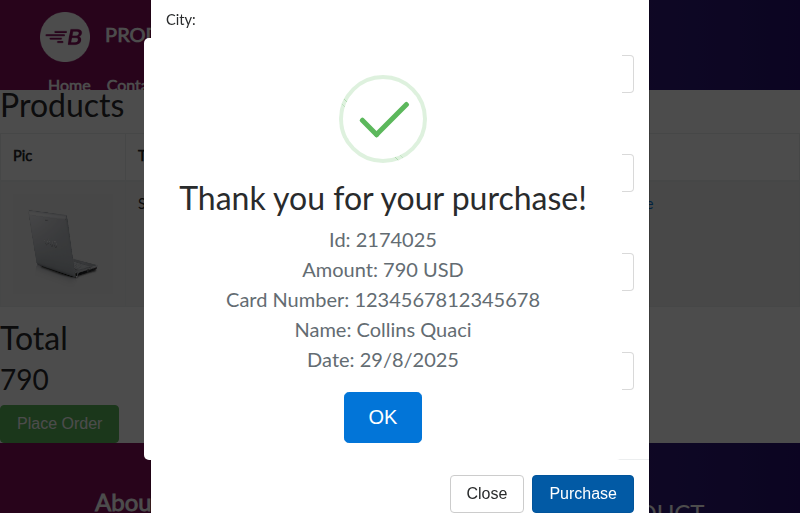 City:
B
PRO
Home Conta
Products
Pic
T
S
e
Thank you for your purchase!
Id: 2174025
Amount: 790 USD
Card Number: 1234567812345678
Name: Collins Quaci
Date: 29/8/2025
OK
Total
790
Place Order
Close
Purchase
Abou
DUCT